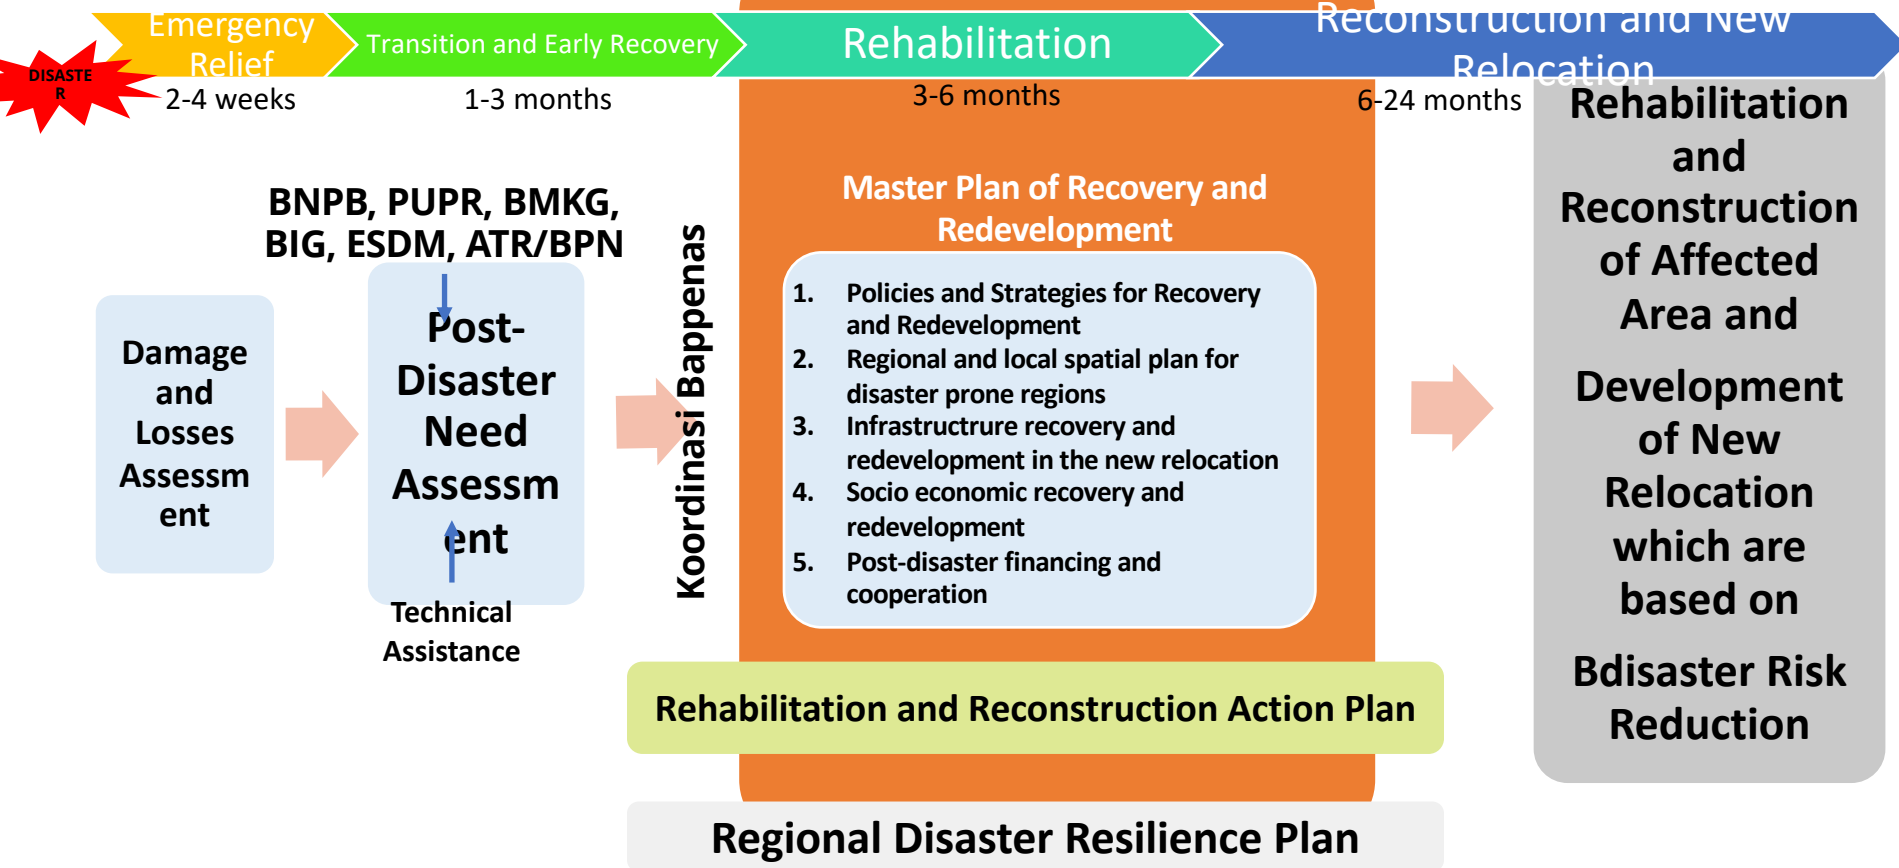 DISASTE
R
Emergency
Relief
Transition and Early Recovery
Rehabilitation
Reconstruction and New
Relocation
2-4 weeks
1-3 months
3-6 months
6-24 months
BNPB, PUPR, BMKG,
BIG, ESDM, ATR/BPN
Damage
and
Losses
Assessm
ent
Post-
Disaster
Need
Assessm
ent
Technical
Assistance
Koordinasi Bappenas
Master Plan of Recovery and
Redevelopment
1. Policies and Strategies for Recovery
and Redevelopment
2. Regional and local spatial plan for
disaster prone regions
3. Infrastructrure recovery and
redevelopment in the new relocation
4. Socio economic recovery and
redevelopment
5. Post-disaster financing and
cooperation
Rehabilitation and Reconstruction Action Plan
Regional Disaster Resilience Plan
Rehabilitation
and
Reconstruction
of Affected
Area and
Development
of New
Relocation
which are
based on
Bdisaster Risk
Reduction